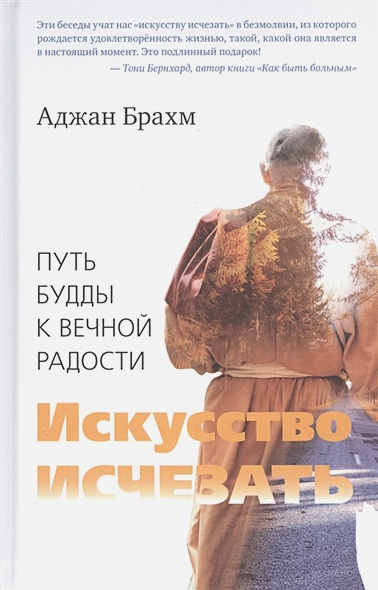 Эти беседы учат нас «искусству исчезать» в безмолвии, из которого
рождается удовлетворённость жизнью, такой, какой она является
в настоящий момент. Это подлинный подарок!
— Тони Бернхард, автор книги «Как быть больным»
Аджан Брахм
ПУТЬ
БУДДЫ
К ВЕЧНОЙ
РАДОСТИ
Искусство
ИСЧЕЗАТЬ